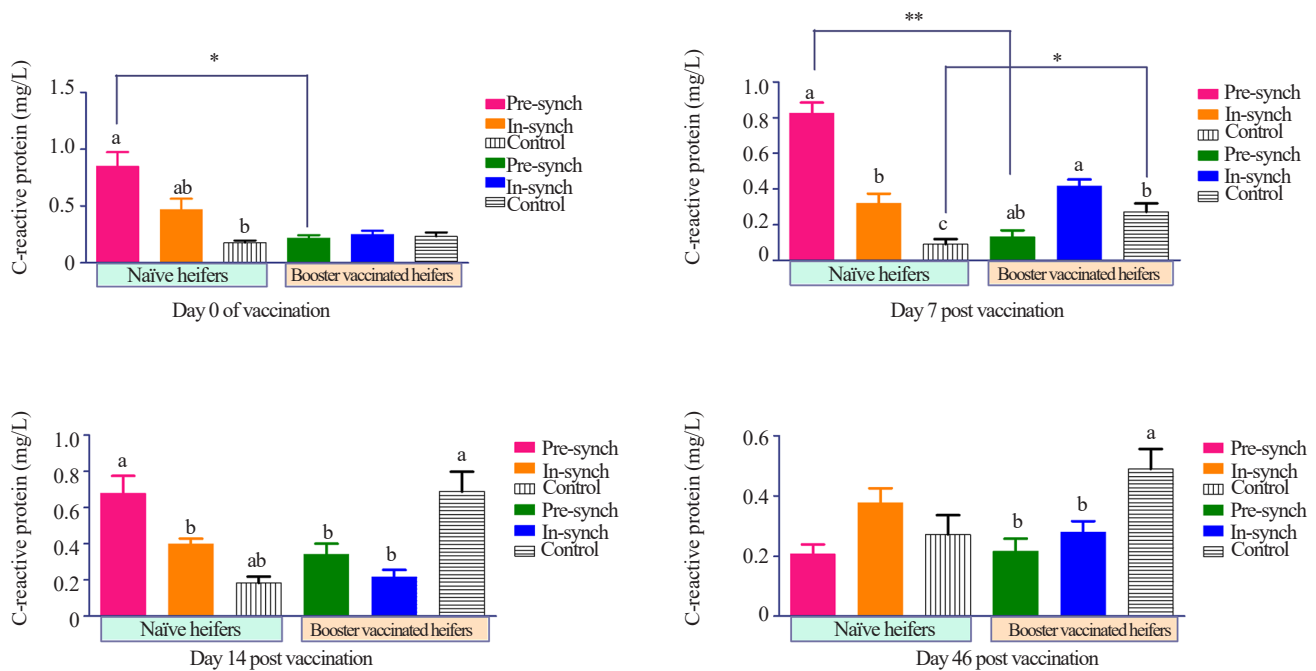 *
C-reactive protein (mg/L)
1.5
1.0
0.5
0
a
ab
b
Pre-synch
In-synch
Control
Pre-synch
In-synch
Control
Naïve heifers
Booster vaccinated heifers
Day 0 of vaccination
**
*
C-reactive protein (mg/L)
1.0
0.8
0.6
0.4
0.2
0
a
b
c
ab
a
b
Pre-synch
In-synch
Control
Pre-synch
In-synch
Control
Naïve heifers
Booster vaccinated heifers
Day 7 post vaccination
C-reactive protein (mg/L)
1.0
0.8
0.6
0.4
0.2
0
a
b
ab
b
b
a
Pre-synch
In-synch
Control
Pre-synch
In-synch
Control
Naïve heifers
Booster vaccinated heifers
Day 14 post vaccination
C-reactive protein (mg/L)
0.6
0.4
0.2
0
b
b
a
Pre-synch
In-synch
Control
Pre-synch
In-synch
Control
Naïve heifers
Booster vaccinated heifers
Day 46 post vaccination